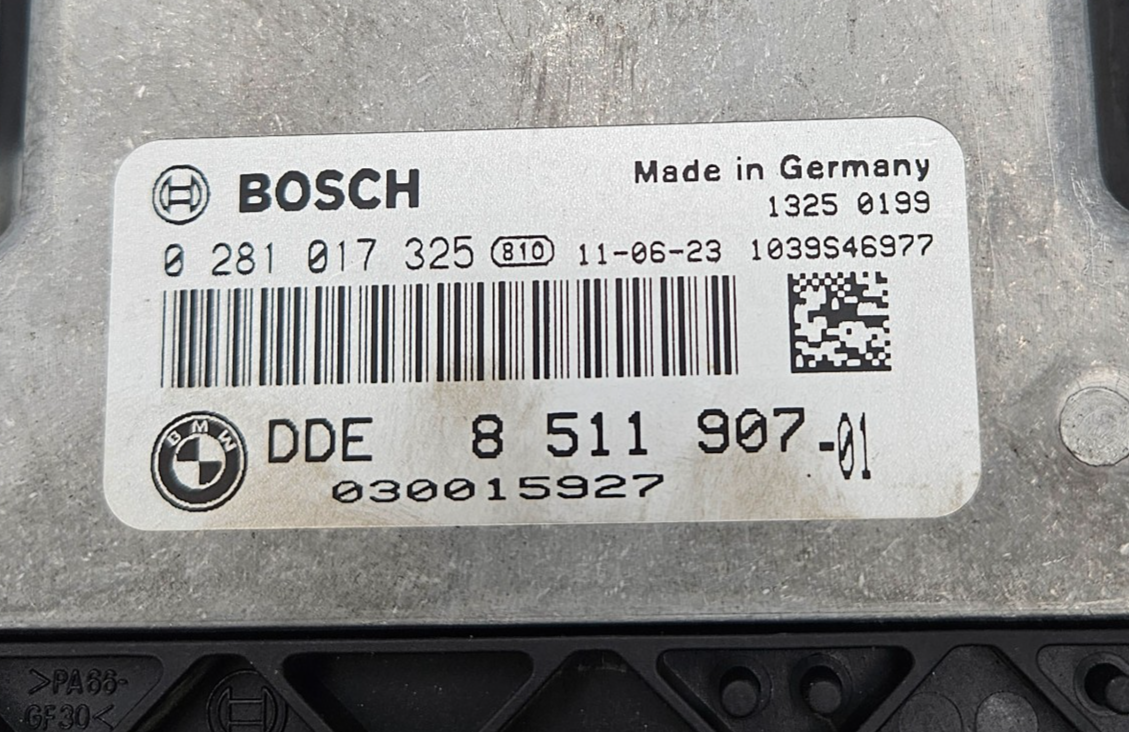 BOSCH
Made in Germany
1325 0199
0 281 017 325 810 11-06-23 1039S46977
BMW
DDE 8 511 907-01
030015927
>PA66-
GF30<